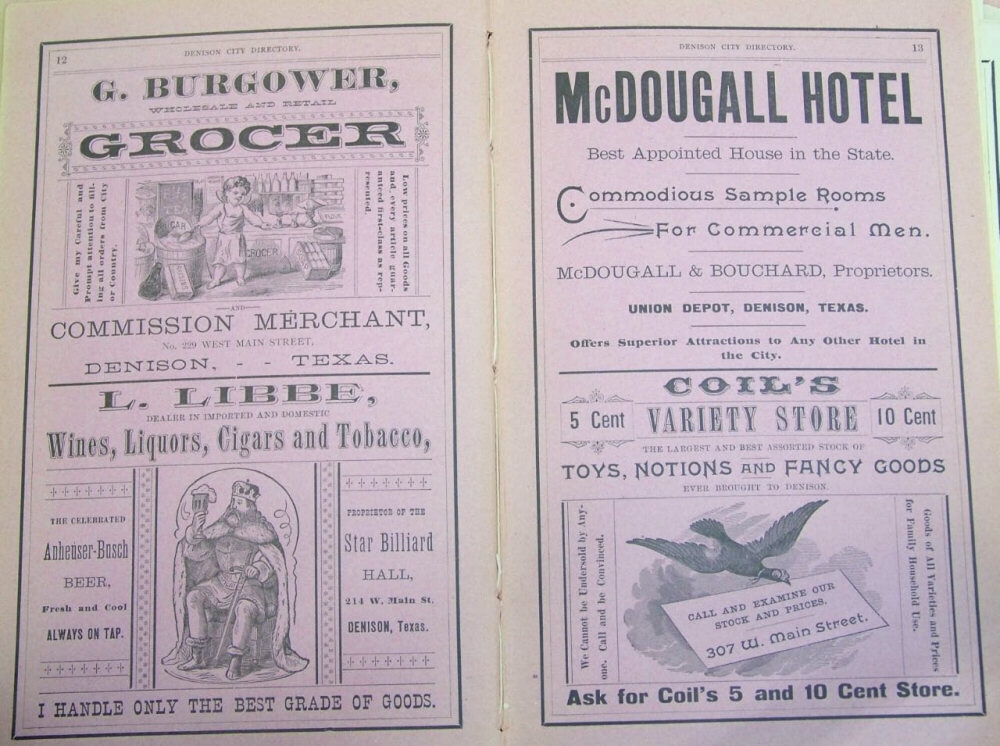 12
DENISON CITY DIRECTORY.
G. BURGOWER,
WHOLESALE AND RETAIL
GROCER
Give my Careful and
Prompt attention to fill-
ing all orders from City
or Country.
GROCER
Low prices on all Goods
and, every article guar-
anteed first-class as rep-
resented.
AND
COMMISSION MERCHANT,
No. 229 WEST MAIN STREET,
DENISON, - - TEXAS.
L. LIBBE,
DEALER IN IMPORTED AND DOMESTIC
Wines, Liquors, Cigars and Tobacco,
THE CELEBRATED
Anheuser-Busch
BEER,
Fresh and Cool
ALWAYS ON TAP.
PROPRIETOR OF THE
Star Billiard
HALL,
214 W. Main St.
DENISON, Texas.
I HANDLE ONLY THE BEST GRADE OF GOODS.
DENISON CITY DIRECTORY.
13
McDOUGALL HOTEL
Best Appointed House in the State.
Commodious Sample Rooms
For Commercial Men.
McDOUGALL & BOUCHARD, Proprietors.
UNION DEPOT, DENISON, TEXAS.
Offers Superior Attractions to Any Other Hotel in
the City.
COIL'S
5 Cent VARIETY STORE 10 Cent
THE LARGEST AND BEST ASSORTED STOCK OF
TOYS, NOTIONS AND FANCY GOODS
EVER BROUGHT TO DENISON.
We Cannot be Undersold by Any-
one. Call and be Convinced.
CALL AND EXAMINE OUR
STOCK AND PRICES.
307 W. Main Street.
Goods of All Varieties and Prices
for Family Household Use.
Ask for Coil's 5 and 10 Cent Store.